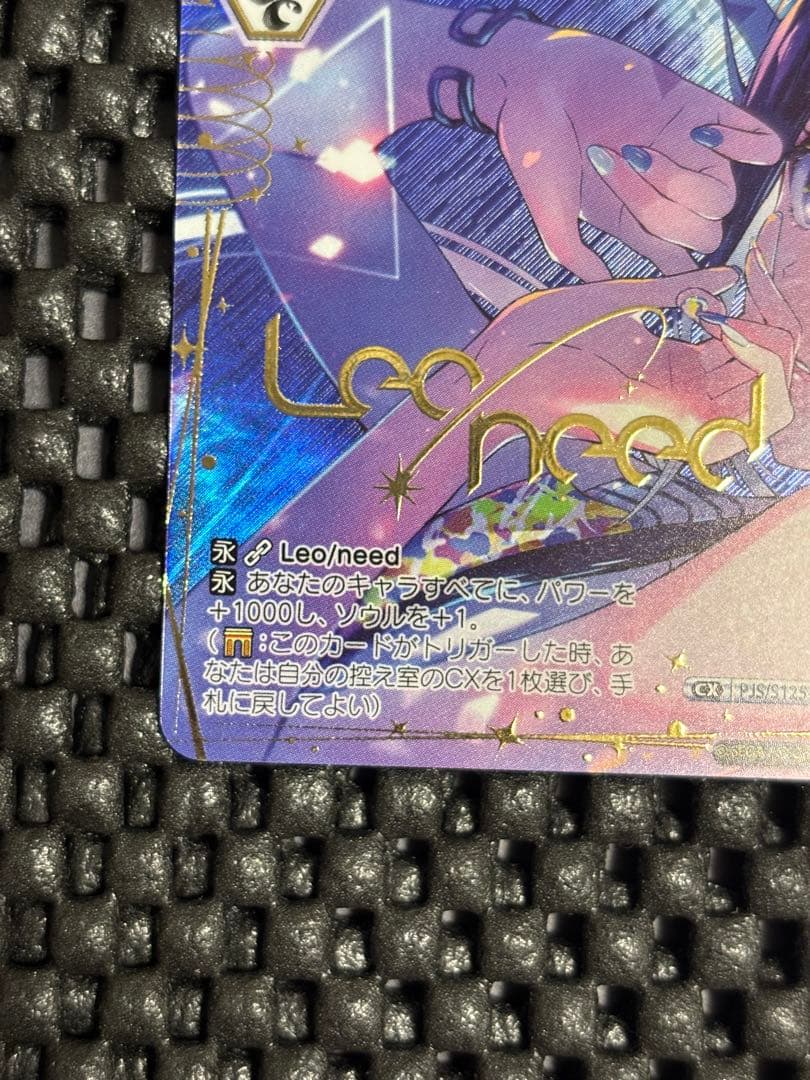 Leo
need
永 Leo/need
永 あなたのキャラすべてに、パワーを
+1000し、ソウルを+1。
( :このカードがトリガーした時、あ
なたは自分の控え室のCXを1枚選び、手
札に戻してよい)
CX PJS/S125